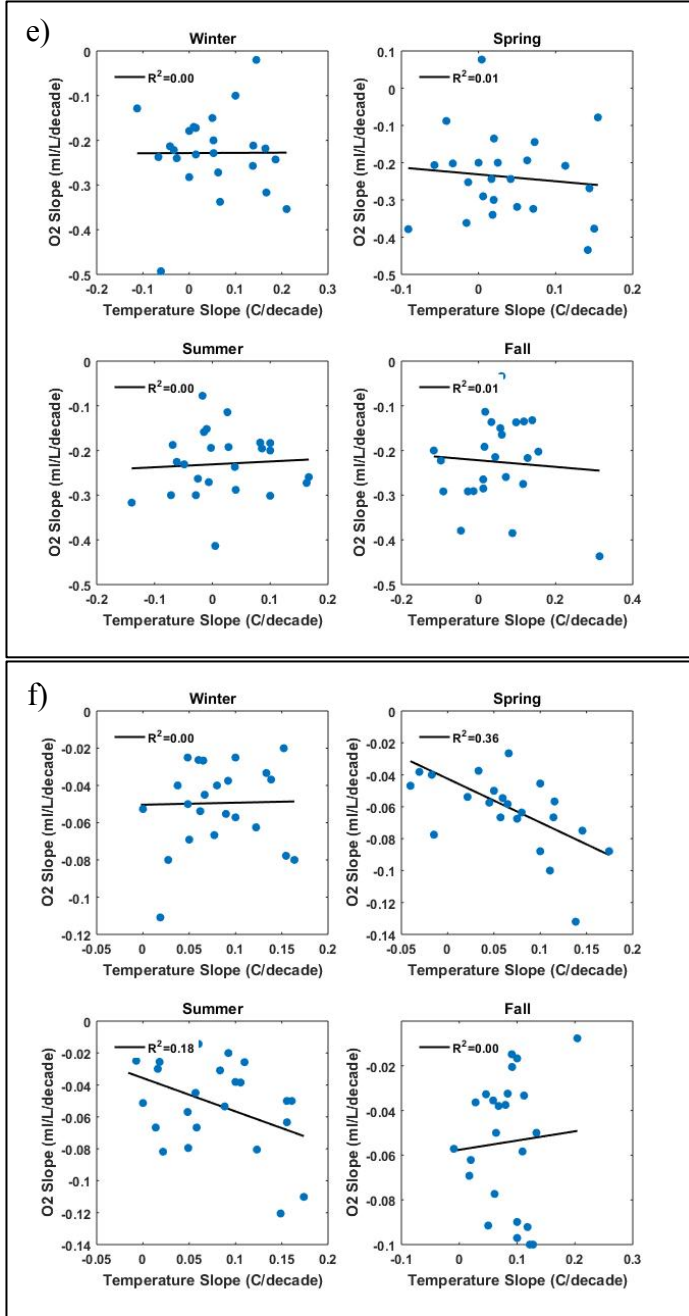 e)
Winter
R²=0.00
0
-0.1
-0.2
-0.3
-0.4
-0.5
O2 Slope (ml/L/decade)
-0.2 -0.1 0 0.1 0.2 0.3
Temperature Slope (C/decade)
Spring
R²=0.01
0.1
0
-0.1
-0.2
-0.3
-0.4
-0.5
O2 Slope (ml/L/decade)
-0.1 0 0.1 0.2
Temperature Slope (C/decade)
Summer
R²=0.00
0
-0.1
-0.2
-0.3
-0.4
-0.5
O2 Slope (ml/L/decade)
-0.2 -0.1 0 0.1 0.2
Temperature Slope (C/decade)
Fall
R²=0.01
0
-0.1
-0.2
-0.3
-0.4
-0.5
O2 Slope (ml/L/decade)
-0.2 0 0.2 0.4
Temperature Slope (C/decade)
f)
Winter
R²=0.00
0
-0.02
-0.04
-0.06
-0.08
-0.1
-0.12
O2 Slope (ml/L/decade)
-0.05 0 0.05 0.1 0.15 0.2
Temperature Slope (C/decade)
Spring
R²=0.36
0
-0.02
-0.04
-0.06
-0.08
-0.1
-0.12
-0.14
O2 Slope (ml/L/decade)
-0.05 0 0.05 0.1 0.15 0.2
Temperature Slope (C/decade)
Summer
R²=0.18
0
-0.02
-0.04
-0.06
-0.08
-0.1
-0.12
-0.14
O2 Slope (ml/L/decade)
-0.05 0 0.05 0.1 0.15 0.2
Temperature Slope (C/decade)
Fall
R²=0.00
0
-0.02
-0.04
-0.06
-0.08
-0.1
O2 Slope (ml/L/decade)
-0.1 0 0.1 0.2 0.3
Temperature Slope (C/decade)